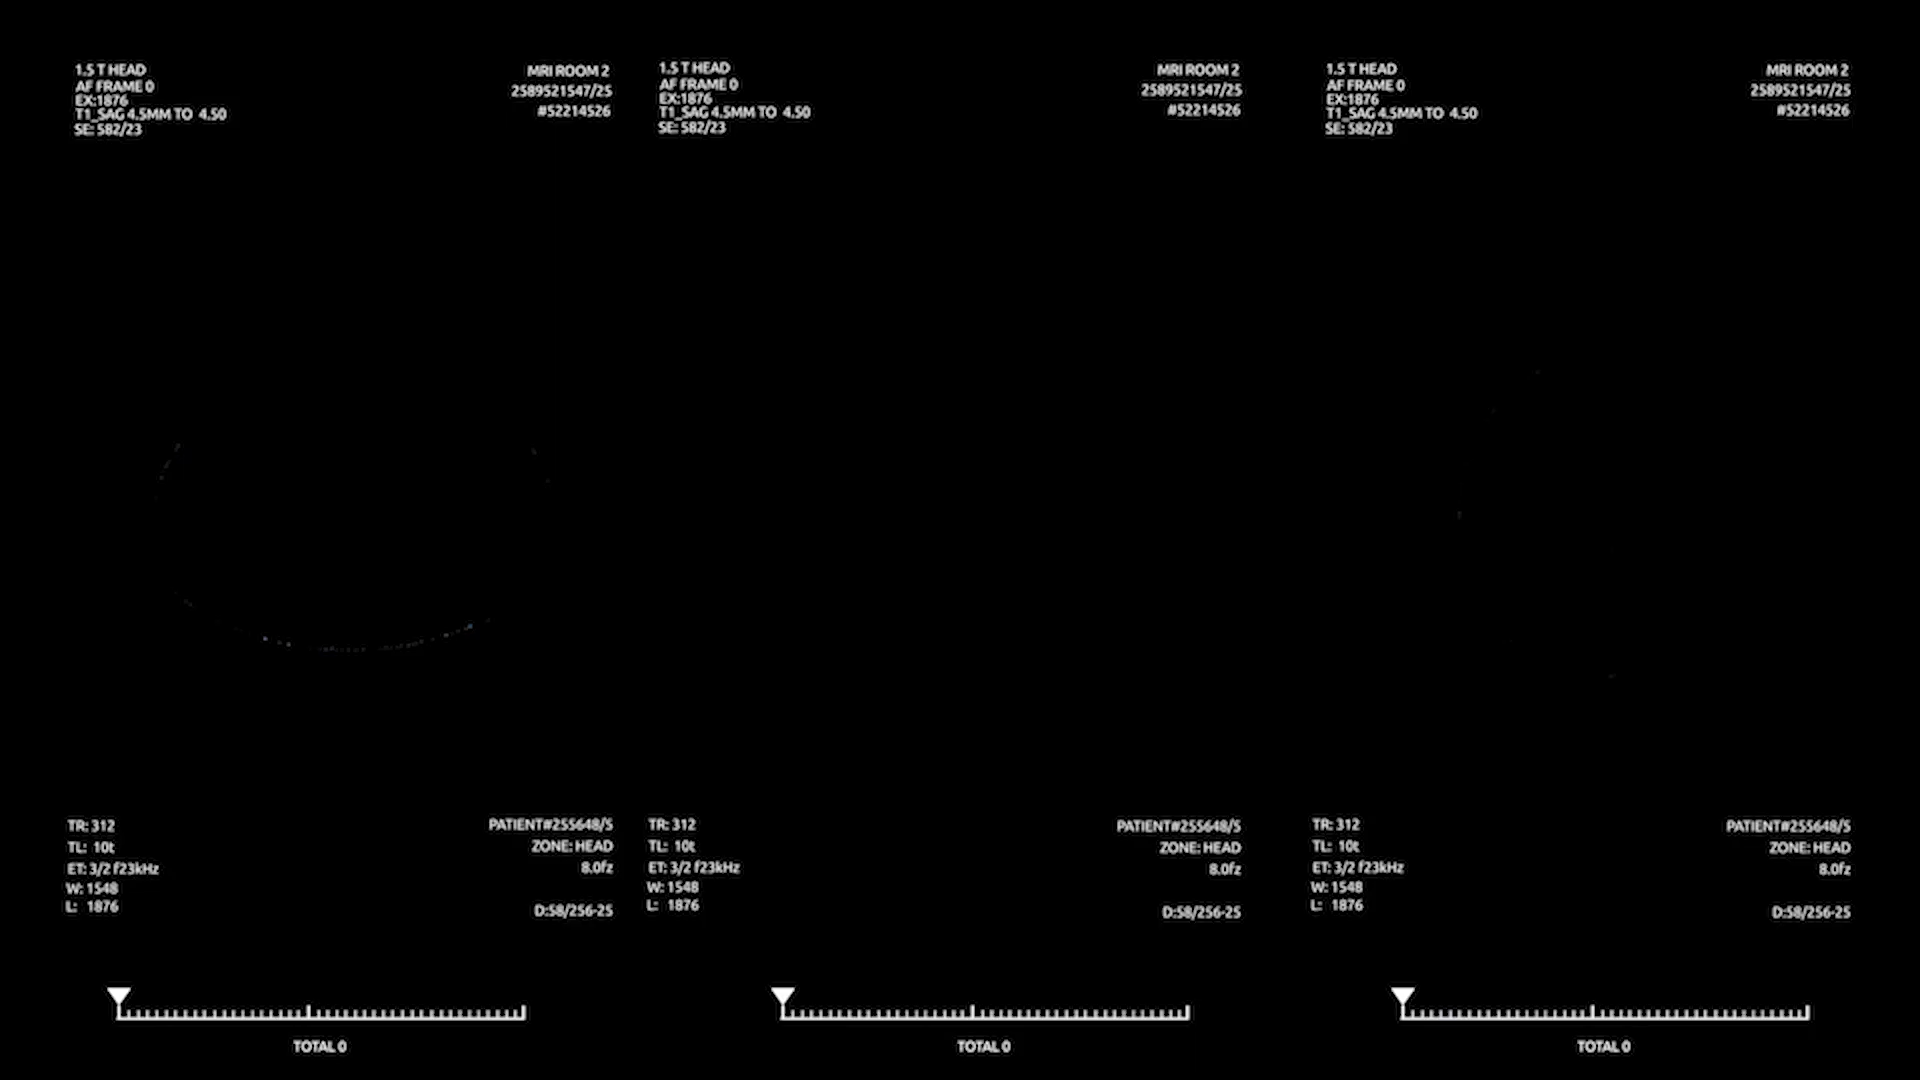 1.5 T HEAD
AF FRAME 0
EX:1876
T1_SAG 4.5MM TO 4.50
SE: 582/23
MRI ROOM 2
2589521547/25
#52214526
1.5 T HEAD
AF FRAME 0
EX:1876
T1_SAG 4.5MM TO 4.50
SE: 582/23
MRI ROOM 2
2589521547/25
#52214526
1.5 T HEAD
AF FRAME 0
EX:1876
T1_SAG 4.5MM TO 4.50
SE: 582/23
MRI ROOM 2
2589521547/25
#52214526
TR: 312
TL: 10t
ET: 3/2 f23kHz
W: 1548
L: 1876
PATIENT#255648/5
ZONE: HEAD
8.0fz
D:58/256-25
TR: 312
TL: 10t
ET: 3/2 f23kHz
W: 1548
L: 1876
PATIENT#255648/5
ZONE: HEAD
8.0fz
D:58/256-25
TR: 312
TL: 10t
ET: 3/2 f23kHz
W: 1548
L: 1876
PATIENT#255648/5
ZONE: HEAD
8.0fz
D:58/256-25
TOTAL 0
TOTAL 0
TOTAL 0